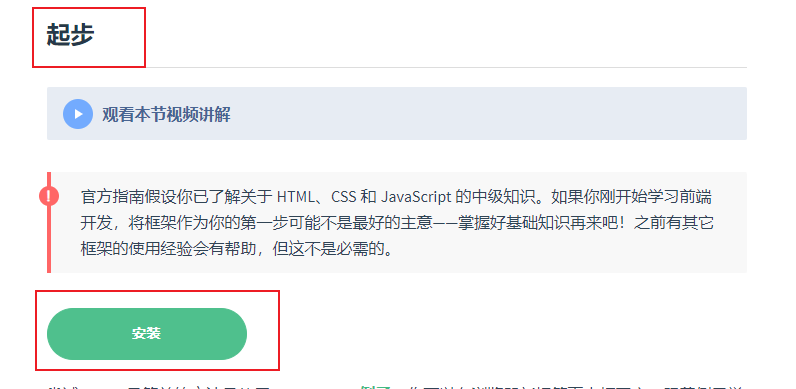 起步
观看本节视频讲解
!
官方指南假设你已了解关于 HTML、CSS 和 JavaScript 的中级知识。如果你刚开始学习前端
开发，将框架作为你的第一步可能不是最好的主意——掌握好基础知识再来吧！之前有其它
框架的使用经验会有帮助，但这不是必需的。
安装